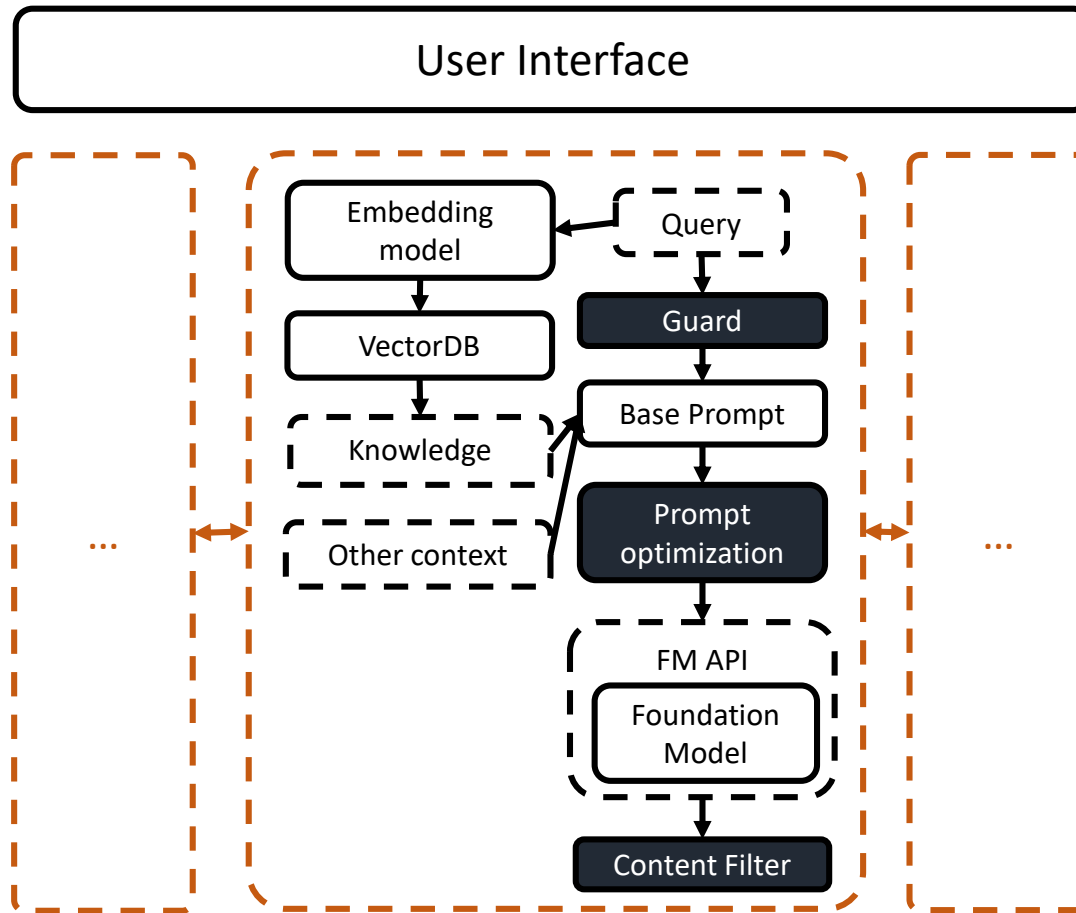 User Interface
Embedding
model
Query
Guard
VectorDB
Base Prompt
Knowledge
Prompt
optimization
Other context
...
...
FM API
Foundation
Model
Content Filter